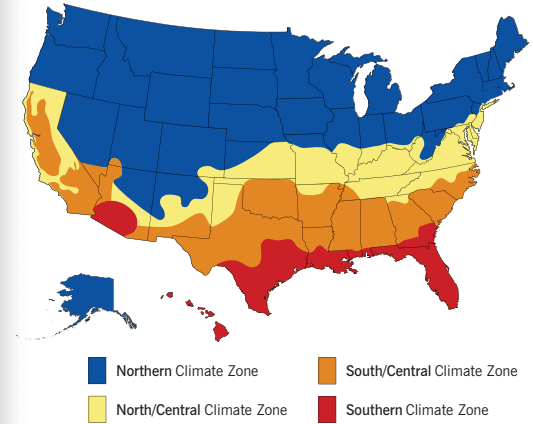 Northern Climate Zone
South/Central Climate Zone
North/Central Climate Zone
Southern Climate Zone